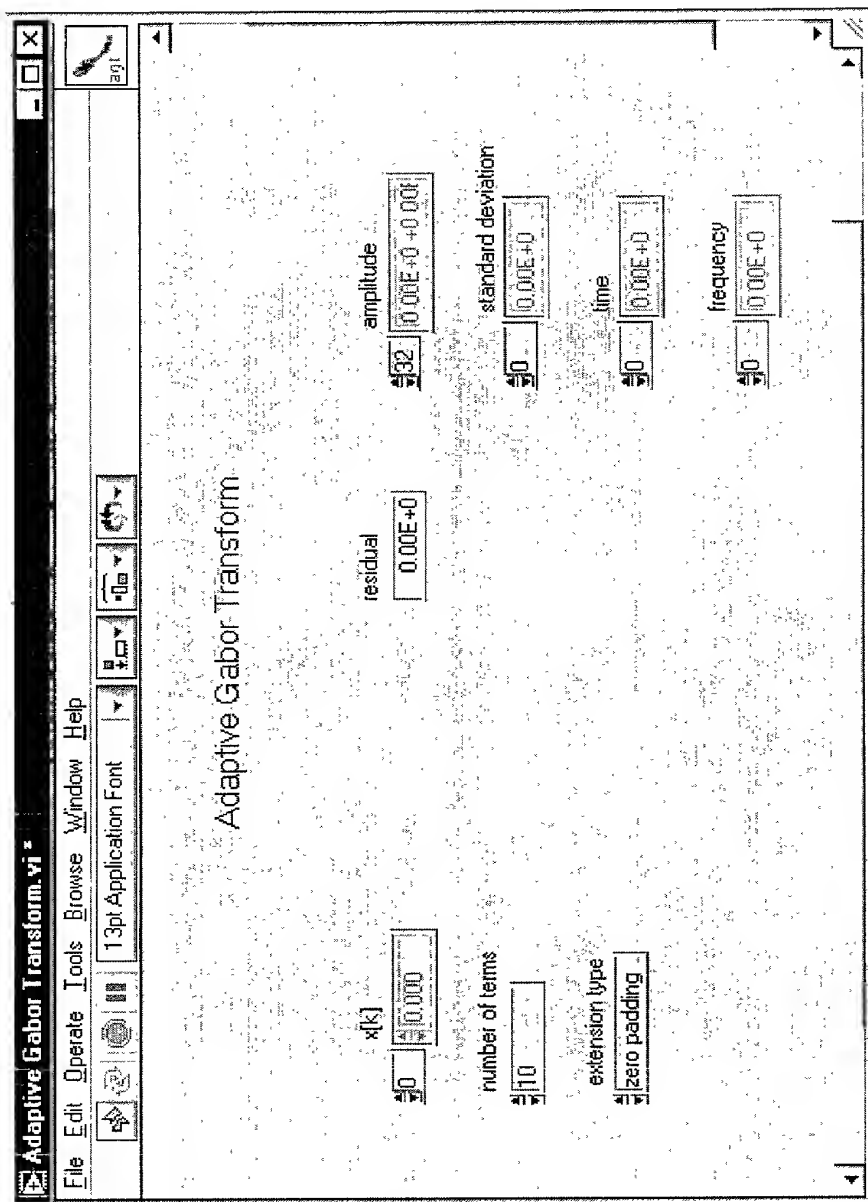 Adaptive Gabor Transform.vi *
File Edit Operate Tools Browse Window Help
13pt Application Font
agt
Adaptive Gabor Transform
x[k]
0
0.000
number of terms
10
extension type
zero padding
residual
0.00E+0
amplitude
32
0.00E+0 +0.00E
standard deviation
0
0.00E+0
time
0
0.00E+0
frequency
0
0.00E+0